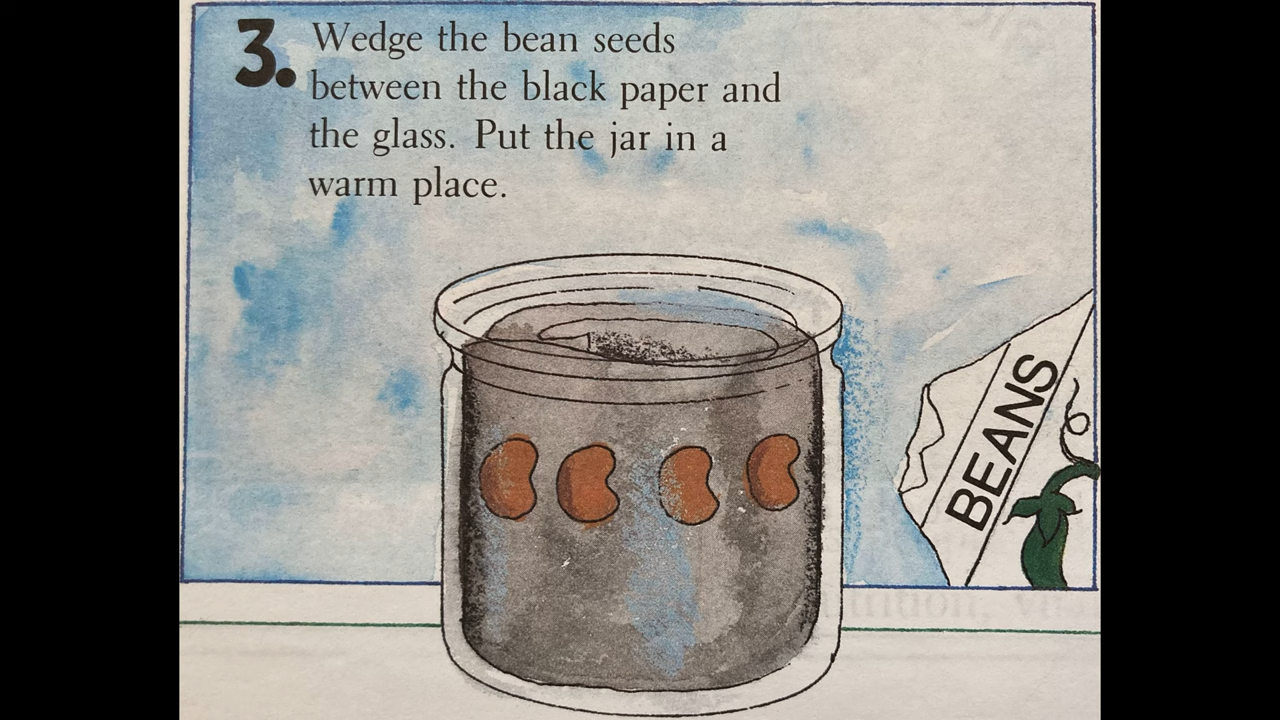 3. Wedge the bean seeds
between the black paper and
the glass. Put the jar in a
warm place.
BEANS